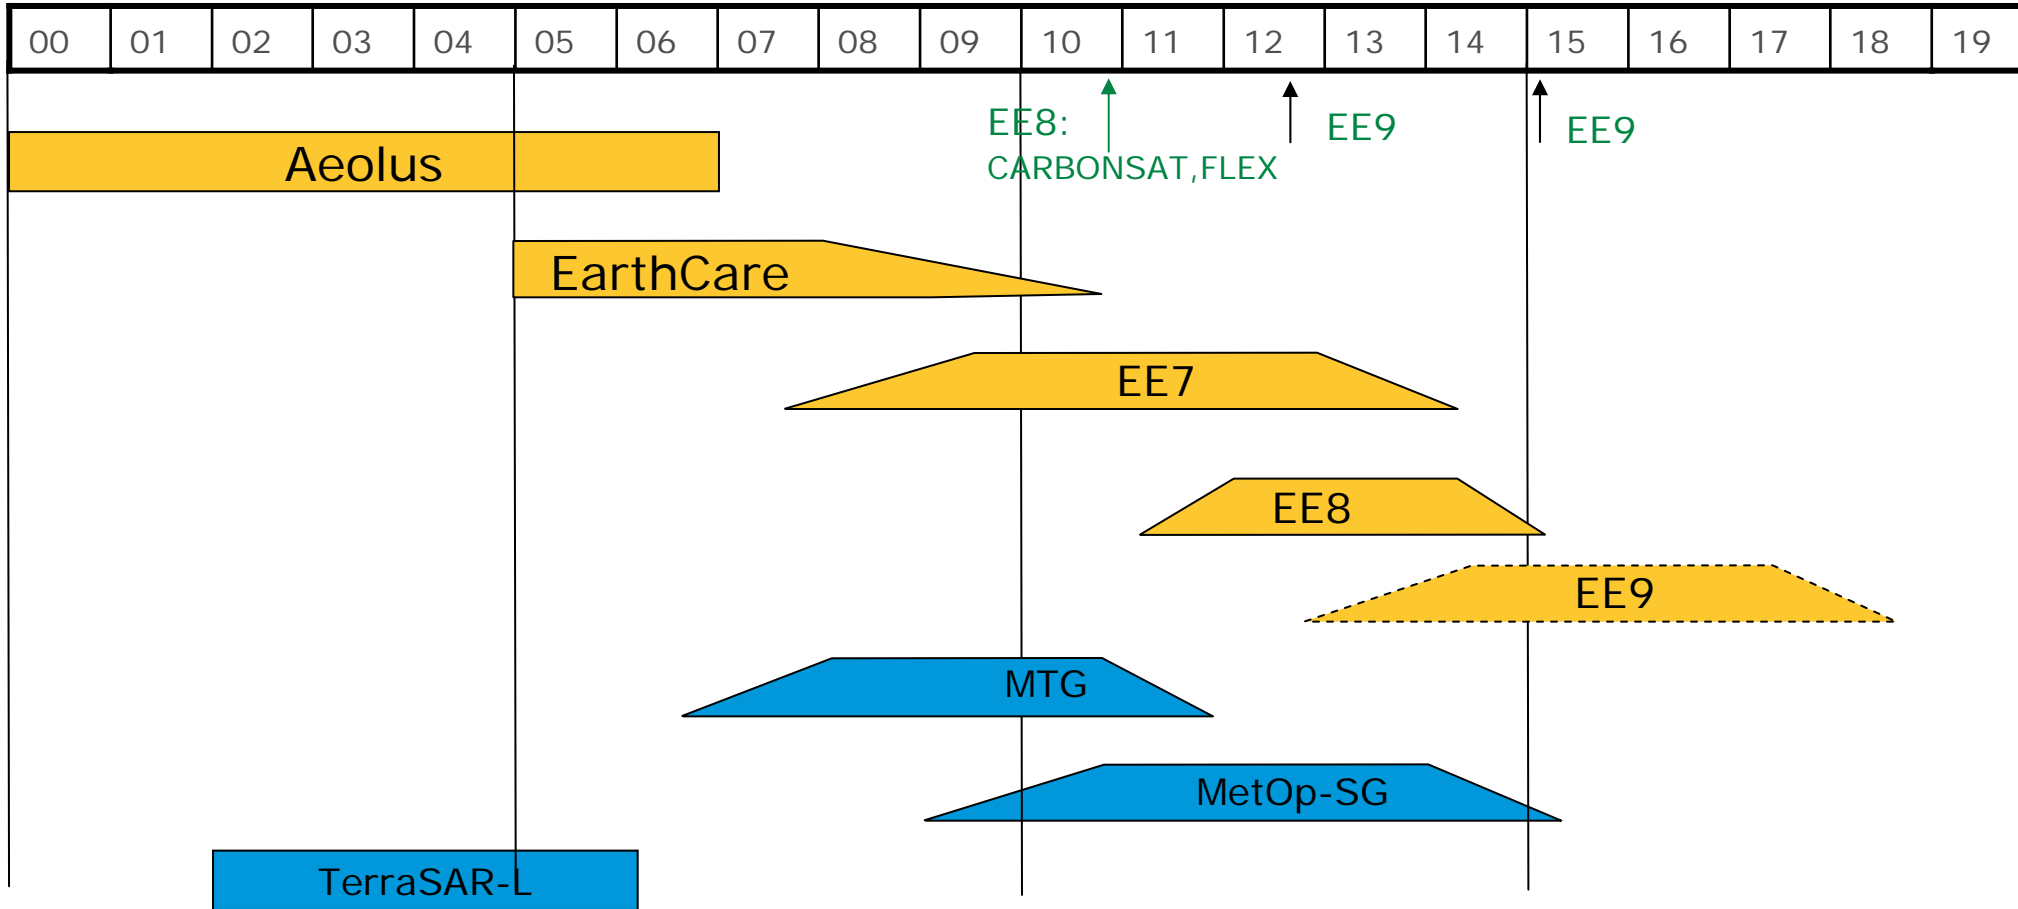 00 01 02 03 04 05 06 07 08 09 10 11 12 13 14 15 16 17 18 19
EE8:
CARBONSAT,FLEX
EE9
EE9
Aeolus
EarthCare
EE7
EE8
EE9
MTG
MetOp-SG
TerraSAR-L